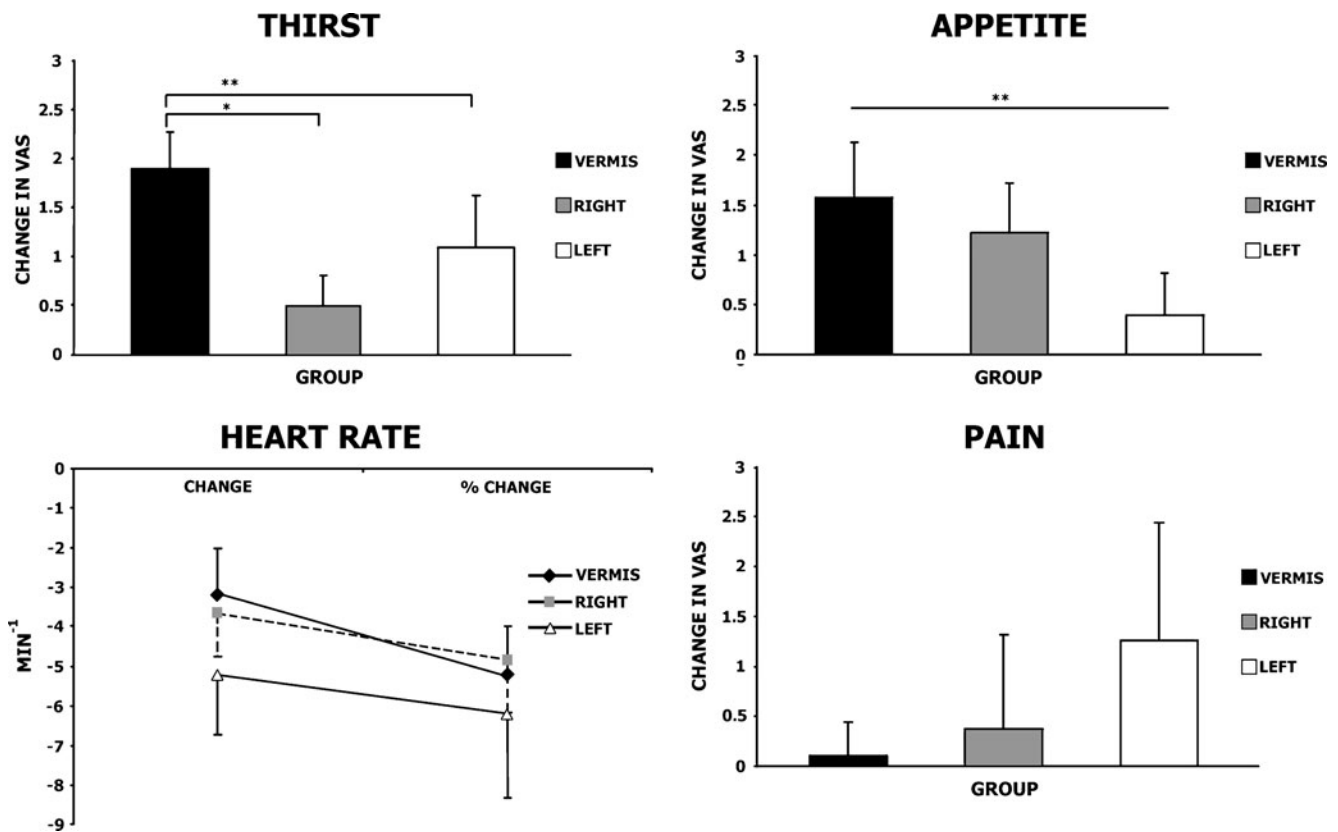 THIRST
3
2.5
2
1.5
1
0.5
0
CHANGE IN VAS
**
*
GROUP
VERMIS
RIGHT
LEFT
APPETITE
3
2.5
2
1.5
1
0.5
0
CHANGE IN VAS
**
GROUP
VERMIS
RIGHT
LEFT
HEART RATE
0
-1
-2
-3
-4
-5
-6
-7
-8
-9
MIN⁻¹
CHANGE
% CHANGE
VERMIS
RIGHT
LEFT
PAIN
3
2.5
2
1.5
1
0.5
0
CHANGE IN VAS
GROUP
VERMIS
RIGHT
LEFT